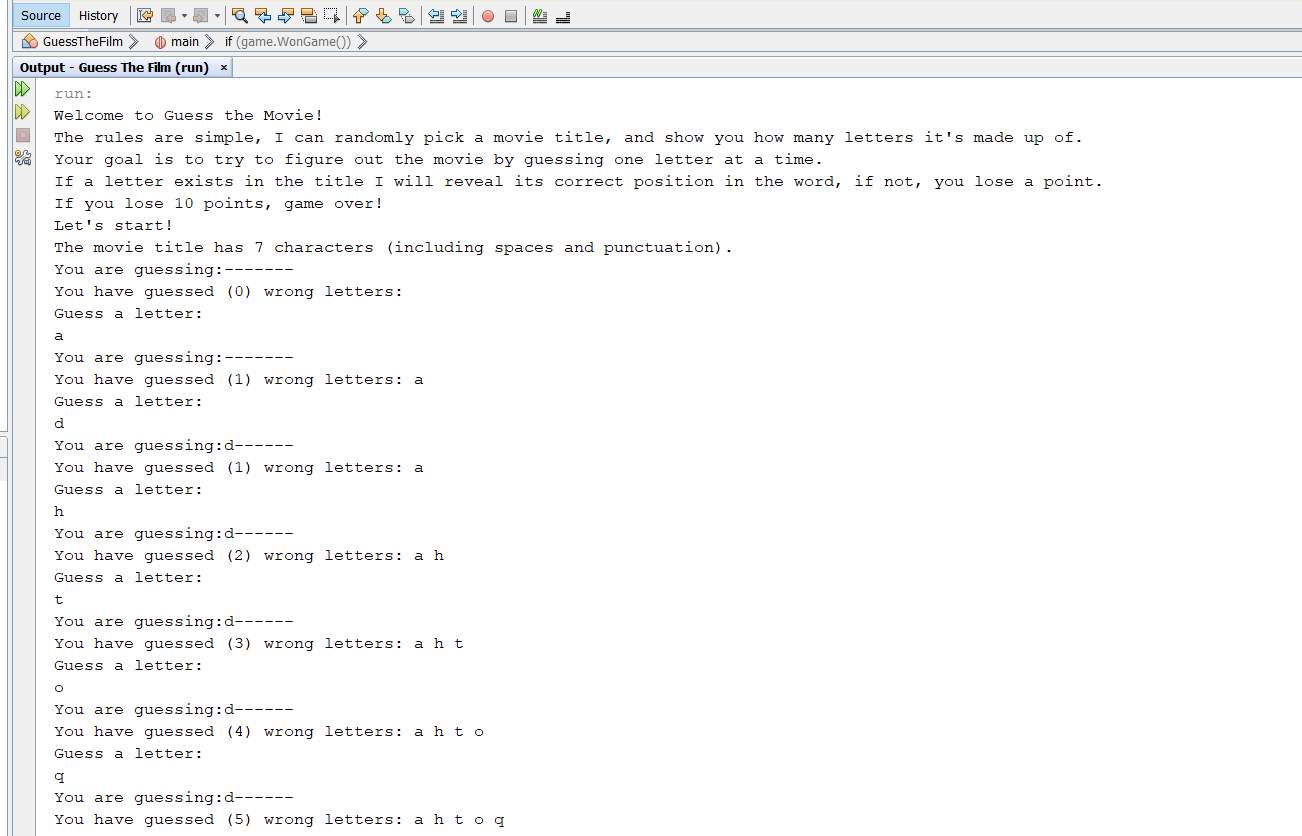 Source History
GuessTheFilm main if (game.WonGame())
Output - Guess The Film (run) ×
run:
Welcome to Guess the Movie!
The rules are simple, I can randomly pick a movie title, and show you how many letters it's made up of.
Your goal is to try to figure out the movie by guessing one letter at a time.
If a letter exists in the title I will reveal its correct position in the word, if not, you lose a point.
If you lose 10 points, game over!
Let's start!
The movie title has 7 characters (including spaces and punctuation).
You are guessing:-------
You have guessed (0) wrong letters:
Guess a letter:
a
You are guessing:-------
You have guessed (1) wrong letters: a
Guess a letter:
d
You are guessing:d------
You have guessed (1) wrong letters: a
Guess a letter:
h
You are guessing:d------
You have guessed (2) wrong letters: a h
Guess a letter:
t
You are guessing:d------
You have guessed (3) wrong letters: a h t
Guess a letter:
o
You are guessing:d------
You have guessed (4) wrong letters: a h t o
Guess a letter:
q
You are guessing:d------
You have guessed (5) wrong letters: a h t o q